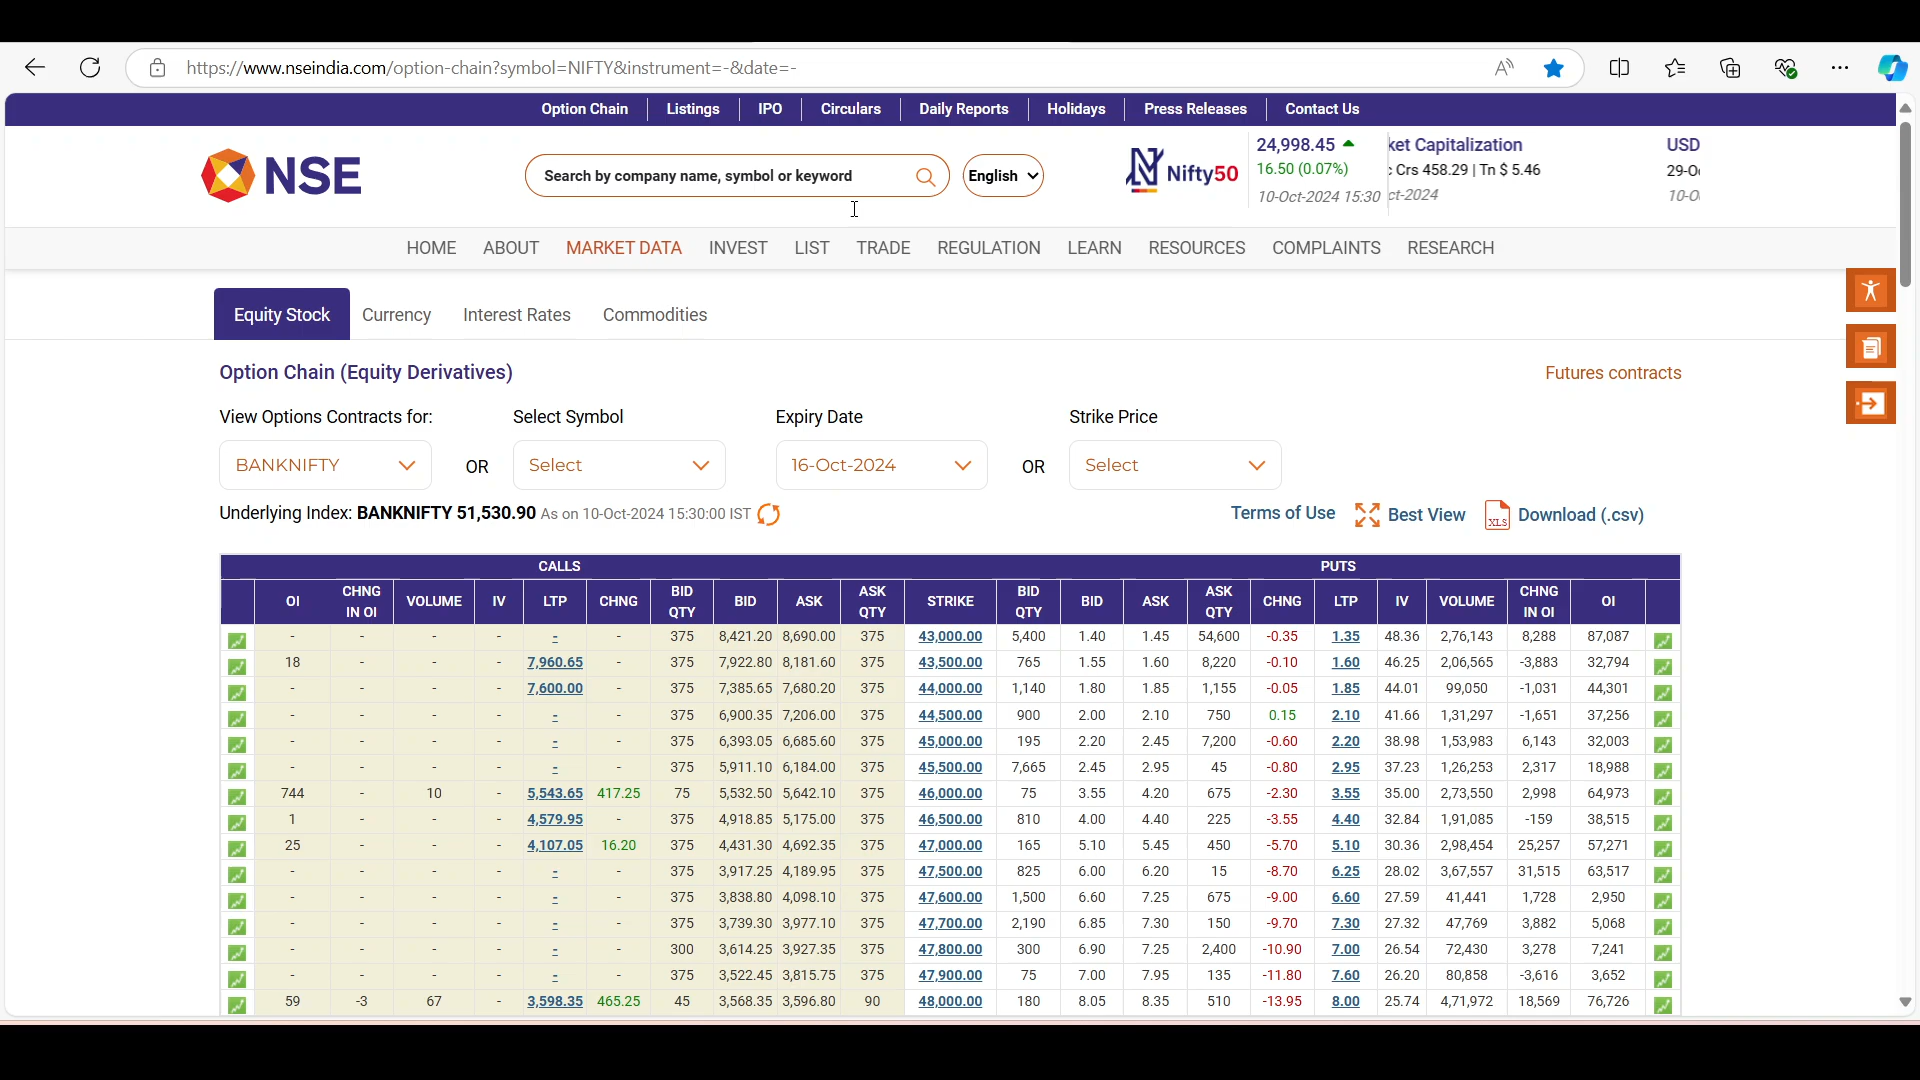 https://www.nseindia.com/option-chain?symbol=NIFTY&instrument=-&date=-
Option Chain Listings IPO Circulars Daily Reports Holidays Press Releases Contact Us
NSE
Search by company name, symbol or keyword
English
Nifty50
24,998.45
16.50 (0.07%)
10-Oct-2024 15:30
ket Capitalization
Crs 458.29 | Tn $ 5.46
ct-2024
USD
29-O
10-O
HOME ABOUT MARKET DATA INVEST LIST TRADE REGULATION LEARN RESOURCES COMPLAINTS RESEARCH
Equity Stock Currency Interest Rates Commodities
Option Chain (Equity Derivatives) Futures contracts
View Options Contracts for: Select Symbol Expiry Date Strike Price
BANKNIFTY OR Select 16-Oct-2024 OR Select
Underlying Index: BANKNIFTY 51,530.90 As on 10-Oct-2024 15:30:00 IST Terms of Use Best View XLS Download (.csv)
CALLS PUTS
OI CHNG IN OI VOLUME IV LTP CHNG BID QTY BID ASK ASK QTY STRIKE BID QTY BID ASK ASK QTY CHNG LTP IV VOLUME CHNG IN OI OI
- - - - - - 375 8,421.20 8,690.00 375 43,000.00 5,400 1.40 1.45 54,600 -0.35 1.35 48.36 2,76,143 8,288 87,087
18 - - - 7,960.65 - 375 7,922.80 8,181.60 375 43,500.00 765 1.55 1.60 8,220 -0.10 1.60 46.25 2,06,565 -3,883 32,794
- - - - 7,600.00 - 375 7,385.65 7,680.20 375 44,000.00 1,140 1.80 1.85 1,155 -0.05 1.85 44.01 99,050 -1,031 44,301
- - - - - - 375 6,900.35 7,206.00 375 44,500.00 900 2.00 2.10 750 0.15 2.10 41.66 1,31,297 -1,651 37,256
- - - - - - 375 6,393.05 6,685.60 375 45,000.00 195 2.20 2.45 7,200 -0.60 2.20 38.98 1,53,983 6,143 32,003
- - - - - - 375 5,911.10 6,184.00 375 45,500.00 7,665 2.45 2.95 45 -0.80 2.95 37.23 1,26,253 2,317 18,988
744 - 10 - 5,543.65 417.25 75 5,532.50 5,642.10 375 46,000.00 75 3.55 4.20 675 -2.30 3.55 35.00 2,73,550 2,998 64,973
1 - - - 4,579.95 - 375 4,918.85 5,175.00 375 46,500.00 810 4.00 4.40 225 -3.55 4.40 32.84 1,91,085 -159 38,515
25 - - - 4,107.05 16.20 375 4,431.30 4,692.35 375 47,000.00 165 5.10 5.45 450 -5.70 5.10 30.36 2,98,454 25,257 57,271
- - - - - - 375 3,917.25 4,189.95 375 47,500.00 825 6.00 6.20 15 -8.70 6.25 28.02 3,67,557 31,515 63,517
- - - - - - 375 3,838.80 4,098.10 375 47,600.00 1,500 6.60 7.25 675 -9.00 6.60 27.59 41,441 1,728 2,950
- - - - - - 375 3,739.30 3,977.10 375 47,700.00 2,190 6.85 7.30 150 -9.70 7.30 27.32 47,769 3,882 5,068
- - - - - - 300 3,614.25 3,927.35 375 47,800.00 300 6.90 7.25 2,400 -10.90 7.00 26.54 72,430 3,278 7,241
- - - - - - 375 3,522.45 3,815.75 375 47,900.00 75 7.00 7.95 135 -11.80 7.60 26.20 80,858 -3,616 3,652
59 -3 67 - 3,598.35 465.25 45 3,568.35 3,596.80 90 48,000.00 180 8.05 8.35 510 -13.95 8.00 25.74 4,71,972 18,569 76,726